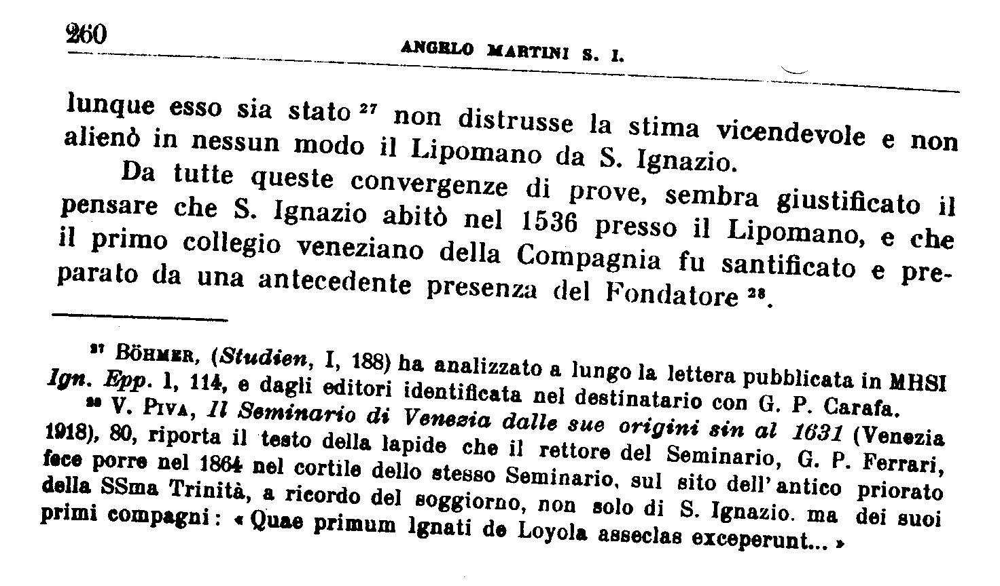 260
ANGELO MARTINI S. I.
lunque esso sia stato ²⁷ non distrusse la stima vicendevole e non
alienò in nessun modo il Lipomano da S. Ignazio.
Da tutte queste convergenze di prove, sembra giustificato il
pensare che S. Ignazio abitò nel 1536 presso il Lipomano, e che
il primo collegio veneziano della Compagnia fu santificato e pre-
parato da una antecedente presenza del Fondatore ²⁸.
²⁷ BÖHMER, (Studien, I, 188) ha analizzato a lungo la lettera pubblicata in MHSI
Ign. Epp. 1, 114, e dagli editori identificata nel destinatario con G. P. Carafa.
²⁸ V. PIVA, Il Seminario di Venezia dalle sue origini sin al 1631 (Venezia
1918), 80, riporta il testo della lapide che il rettore del Seminario, G. P. Ferrari,
fece porre nel 1864 nel cortile dello stesso Seminario, sul sito dell' antico priorato
della SSma Trinità, a ricordo del soggiorno, non solo di S. Ignazio. ma dei suoi
primi compagni : « Quae primum Ignati de Loyola asseclas exceperunt... »